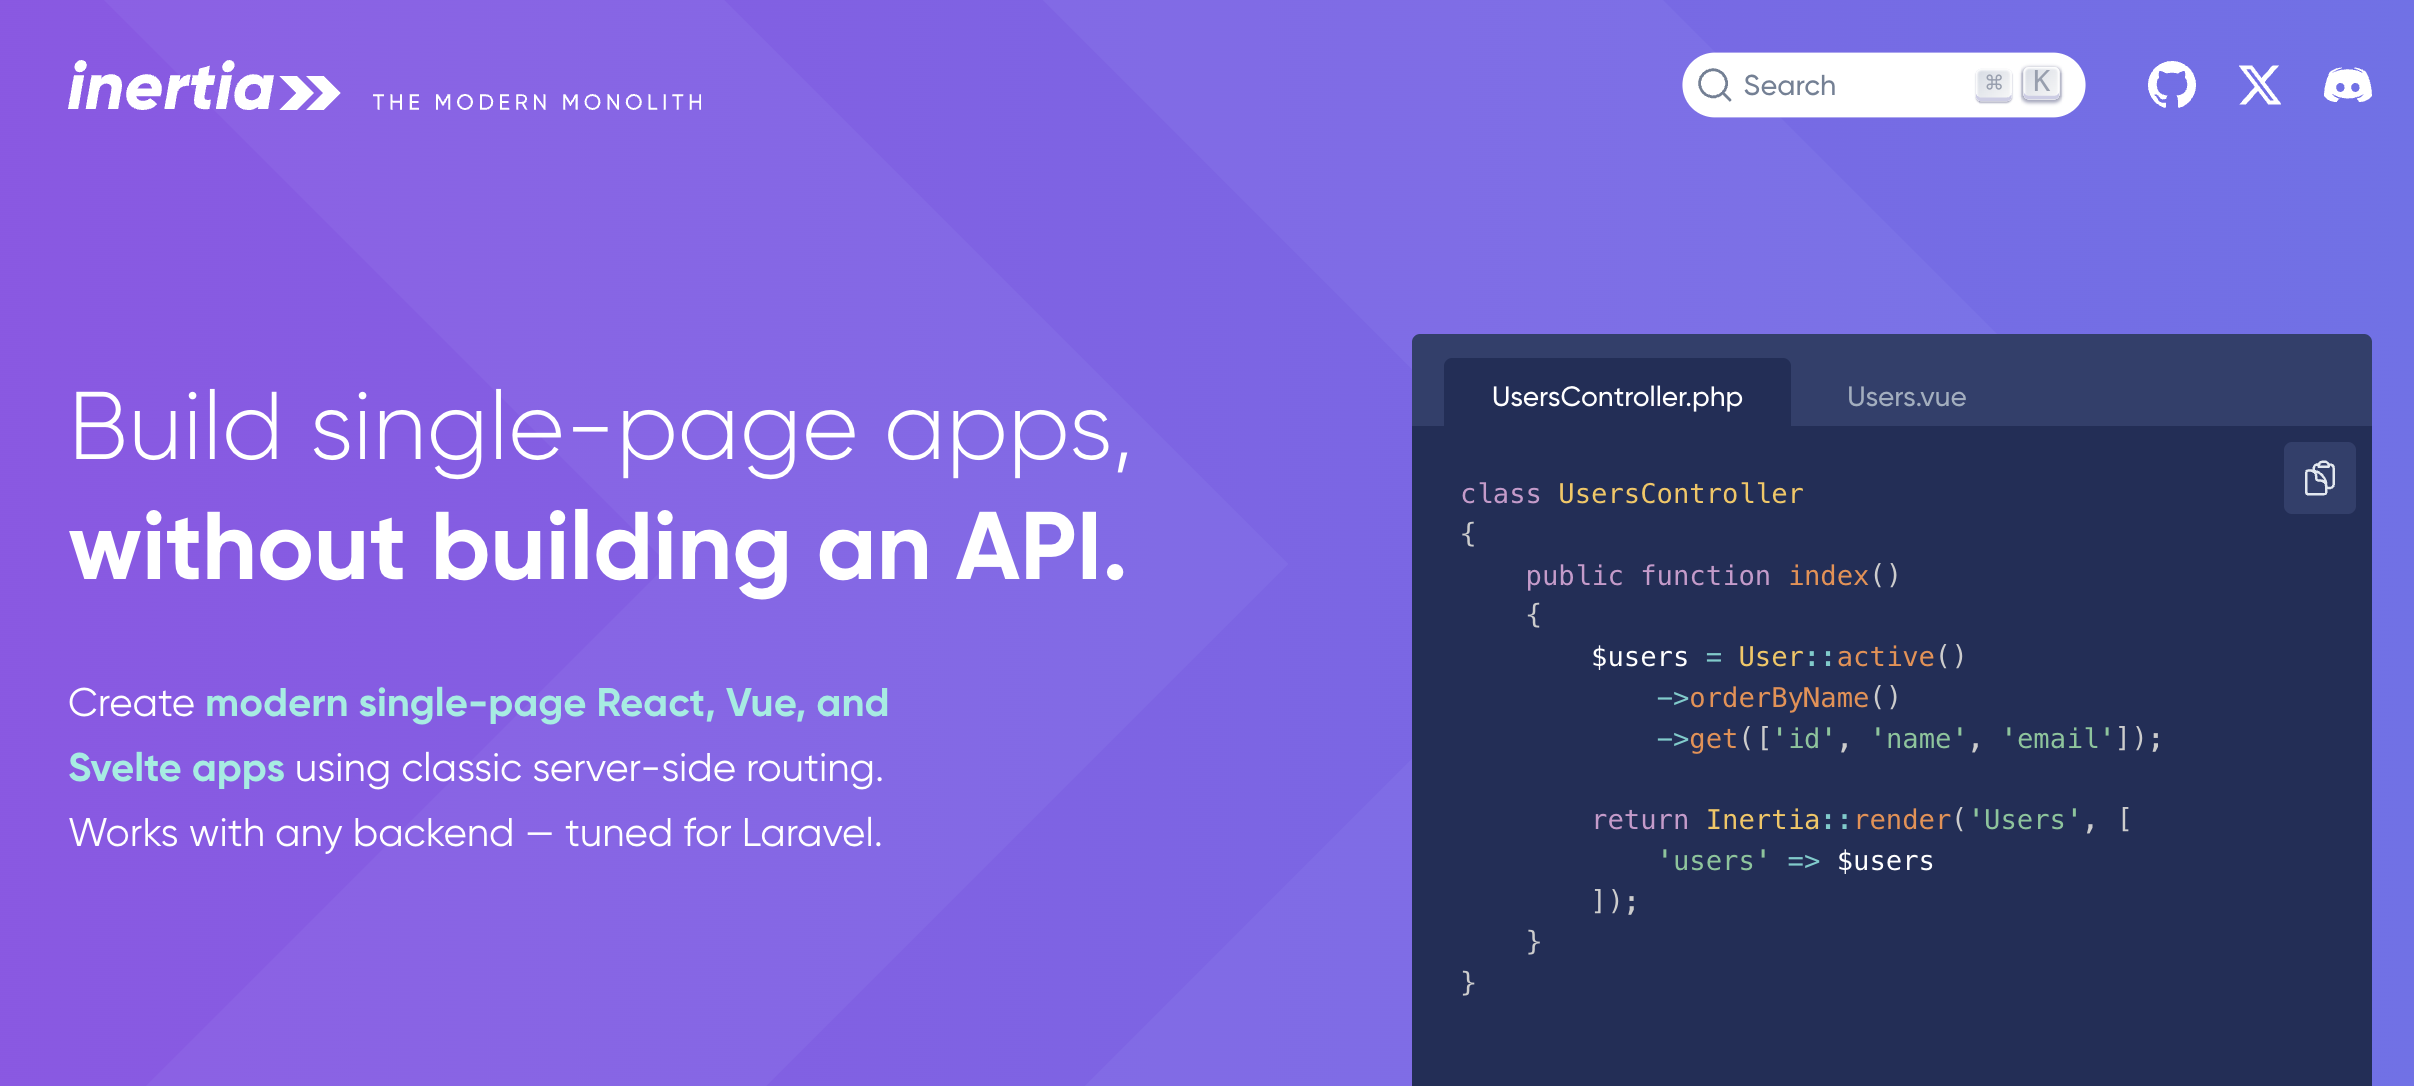 inertia
THE MODERN MONOLITH
Search ⌘ K
Build single-page apps,
without building an API.
Create modern single-page React, Vue, and
Svelte apps using classic server-side routing.
Works with any backend — tuned for Laravel.
UsersController.php Users.vue
class UsersController
{
    public function index()
    {
        $users = User::active()
            ->orderByName()
            ->get(['id', 'name', 'email']);

        return Inertia::render('Users', [
            'users' => $users
        ]);
    }
}